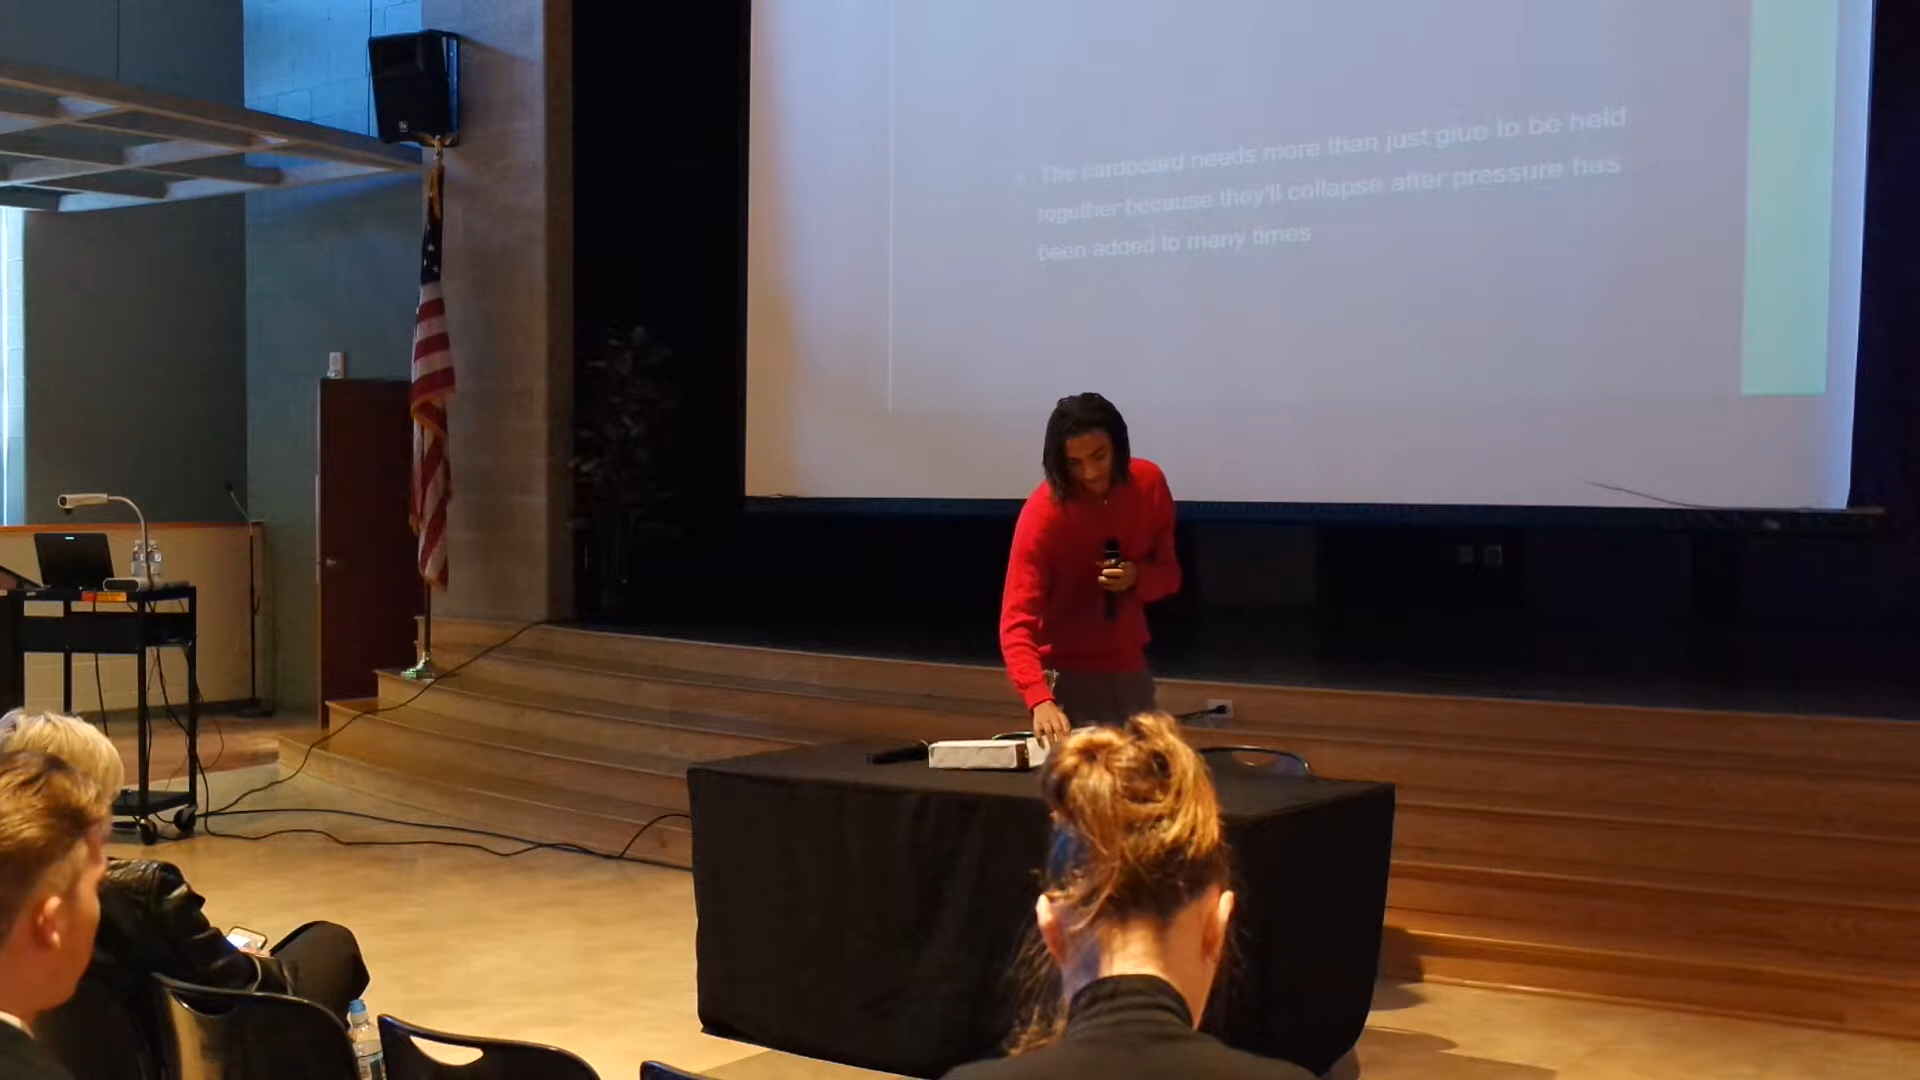 The cardboard needs more than just glue to be held
together because they'll collapse after pressure has
been added to many times